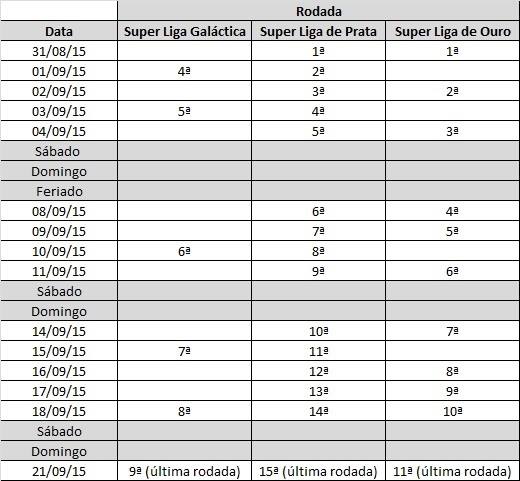 Rodada
Data Super Liga Galáctica Super Liga de Prata Super Liga de Ouro
31/08/15 1ª 1ª
01/09/15 4ª 2ª
02/09/15 3ª 2ª
03/09/15 5ª 4ª
04/09/15 5ª 3ª
Sábado
Domingo
Feriado
08/09/15 6ª 4ª
09/09/15 7ª 5ª
10/09/15 6ª 8ª
11/09/15 9ª 6ª
Sábado
Domingo
14/09/15 10ª 7ª
15/09/15 7ª 11ª
16/09/15 12ª 8ª
17/09/15 13ª 9ª
18/09/15 8ª 14ª 10ª
Sábado
Domingo
21/09/15 9ª (última rodada) 15ª (última rodada) 11ª (última rodada)